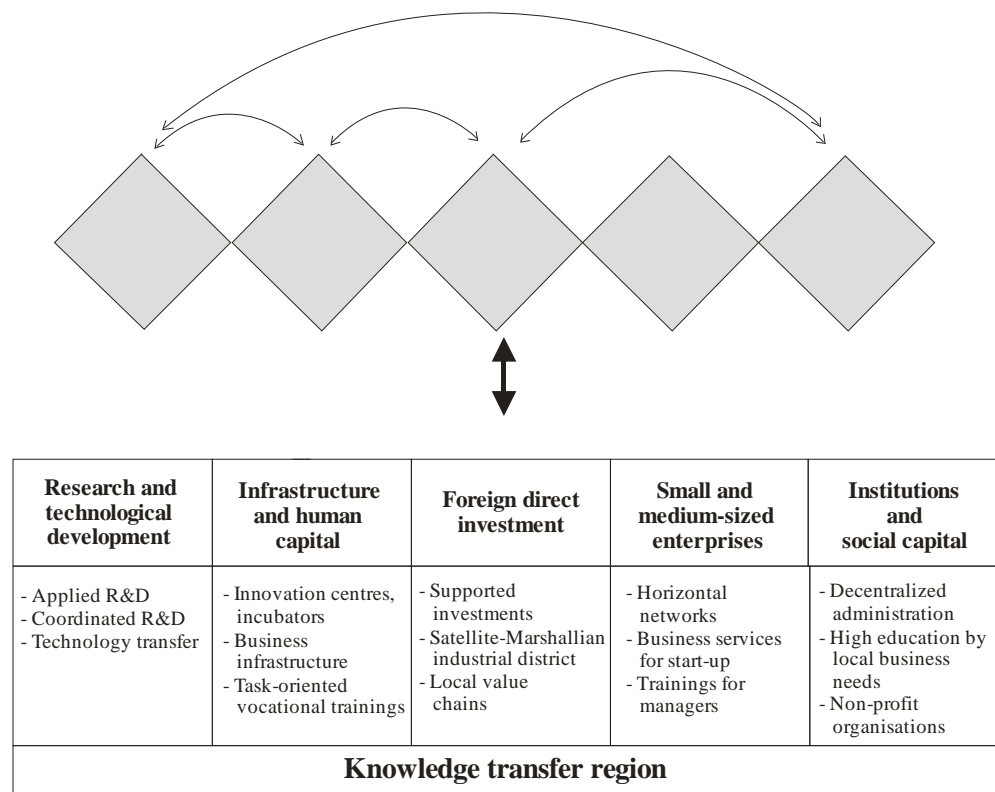 Research and
technological
development
Infrastructure
and human
capital
Foreign direct
investment
Small and
medium-sized
enterprises
Institutions
and
social capital
- Applied R&D
- Coordinated R&D
- Technology transfer
- Innovation centres,
incubators
- Business
infrastructure
- Task-oriented
vocational trainings
- Supported
investments
- Satellite-Marshallian
industrial district
- Local value
chains
- Horizontal
networks
- Business services
for start-up
- Trainings for
managers
- Decentralized
administration
- High education by
local business
needs
- Non-profit
organisations
Knowledge transfer region